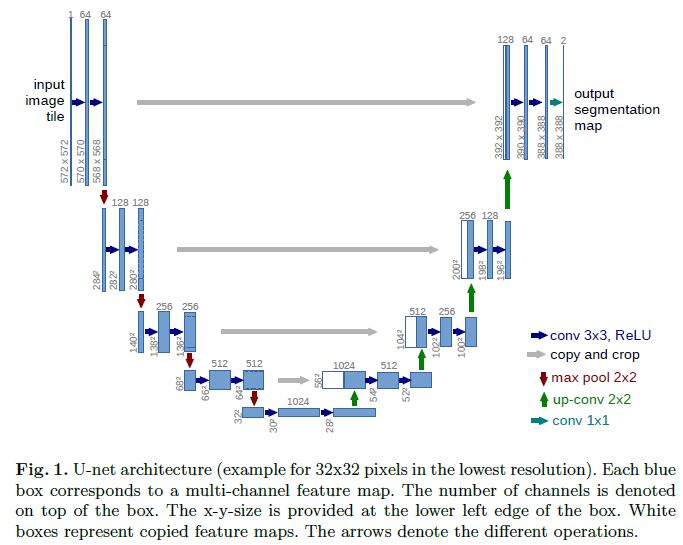 1 64 64
128 64 64 2
input
image
tile
output
segmentation
map
572 x 572
570 x 570
568 x 568
392 x 392
390 x 390
388 x 388
388 x 388
128 128
256 128
284²
282²
280²
200²
198²
196²
256 256
512 256
140²
138²
136²
104²
102²
100²
512 512
1024 512
68²
66²
64²
56²
54²
52²
1024
32²
30²
28²
conv 3x3, ReLU
copy and crop
max pool 2x2
up-conv 2x2
conv 1x1
Fig. 1. U-net architecture (example for 32x32 pixels in the lowest resolution). Each blue
box corresponds to a multi-channel feature map. The number of channels is denoted
on top of the box. The x-y-size is provided at the lower left edge of the box. White
boxes represent copied feature maps. The arrows denote the different operations.